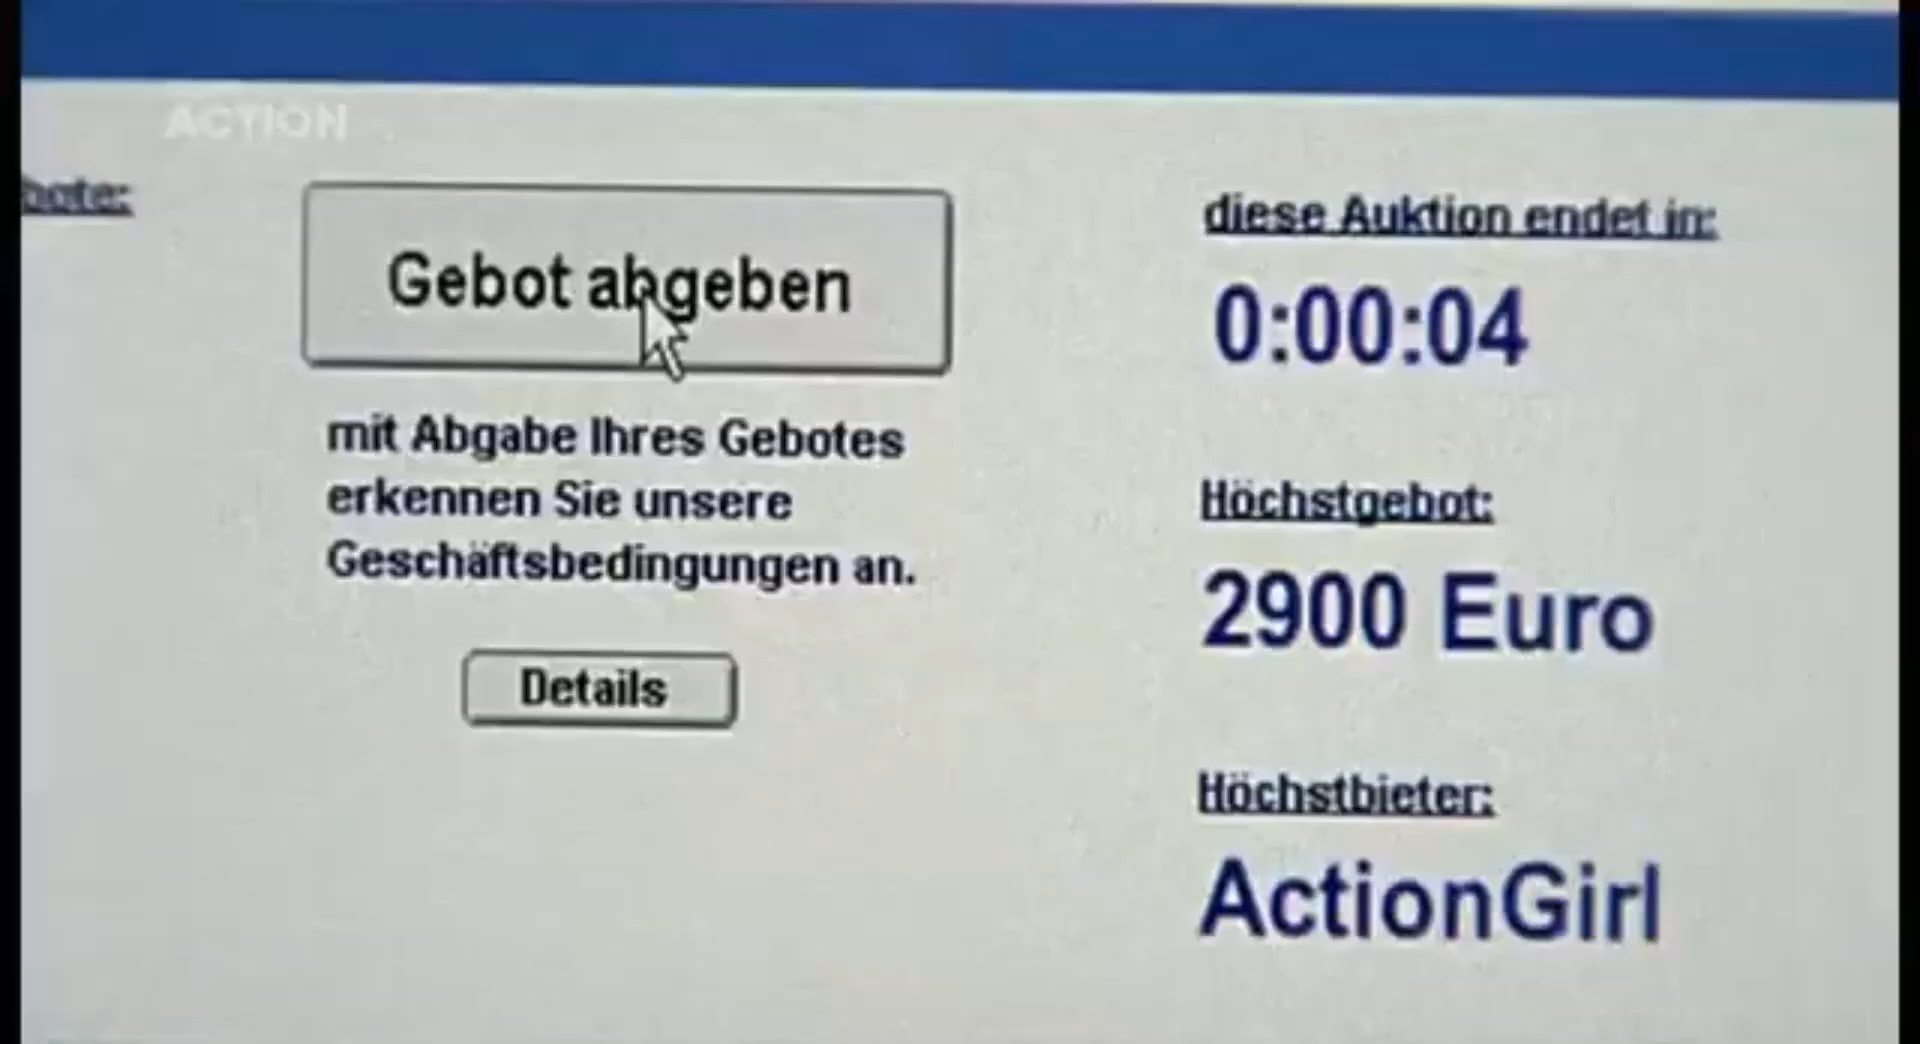 ACTION
Gebot abgeben
mit Abgabe Ihres Gebotes
erkennen Sie unsere
Geschäftsbedingungen an.
Details
diese Auktion endet in:
0:00:04
Höchstgebot:
2900 Euro
Höchstbieter:
ActionGirl